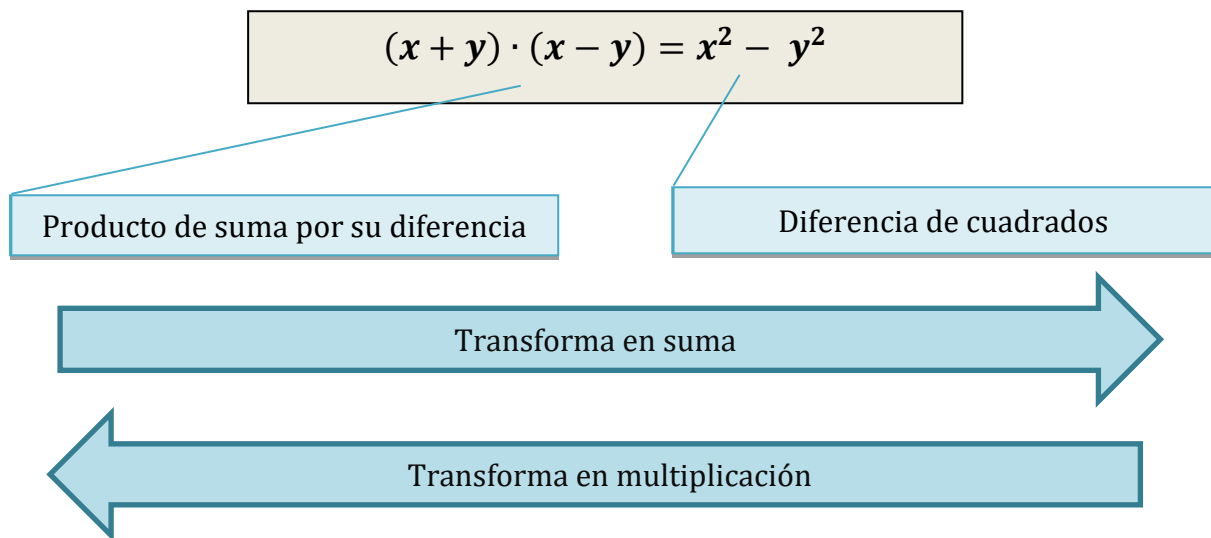 (x + y) · (x − y) = x² − y²
Producto de suma por su diferencia
Diferencia de cuadrados
Transforma en suma
Transforma en multiplicación